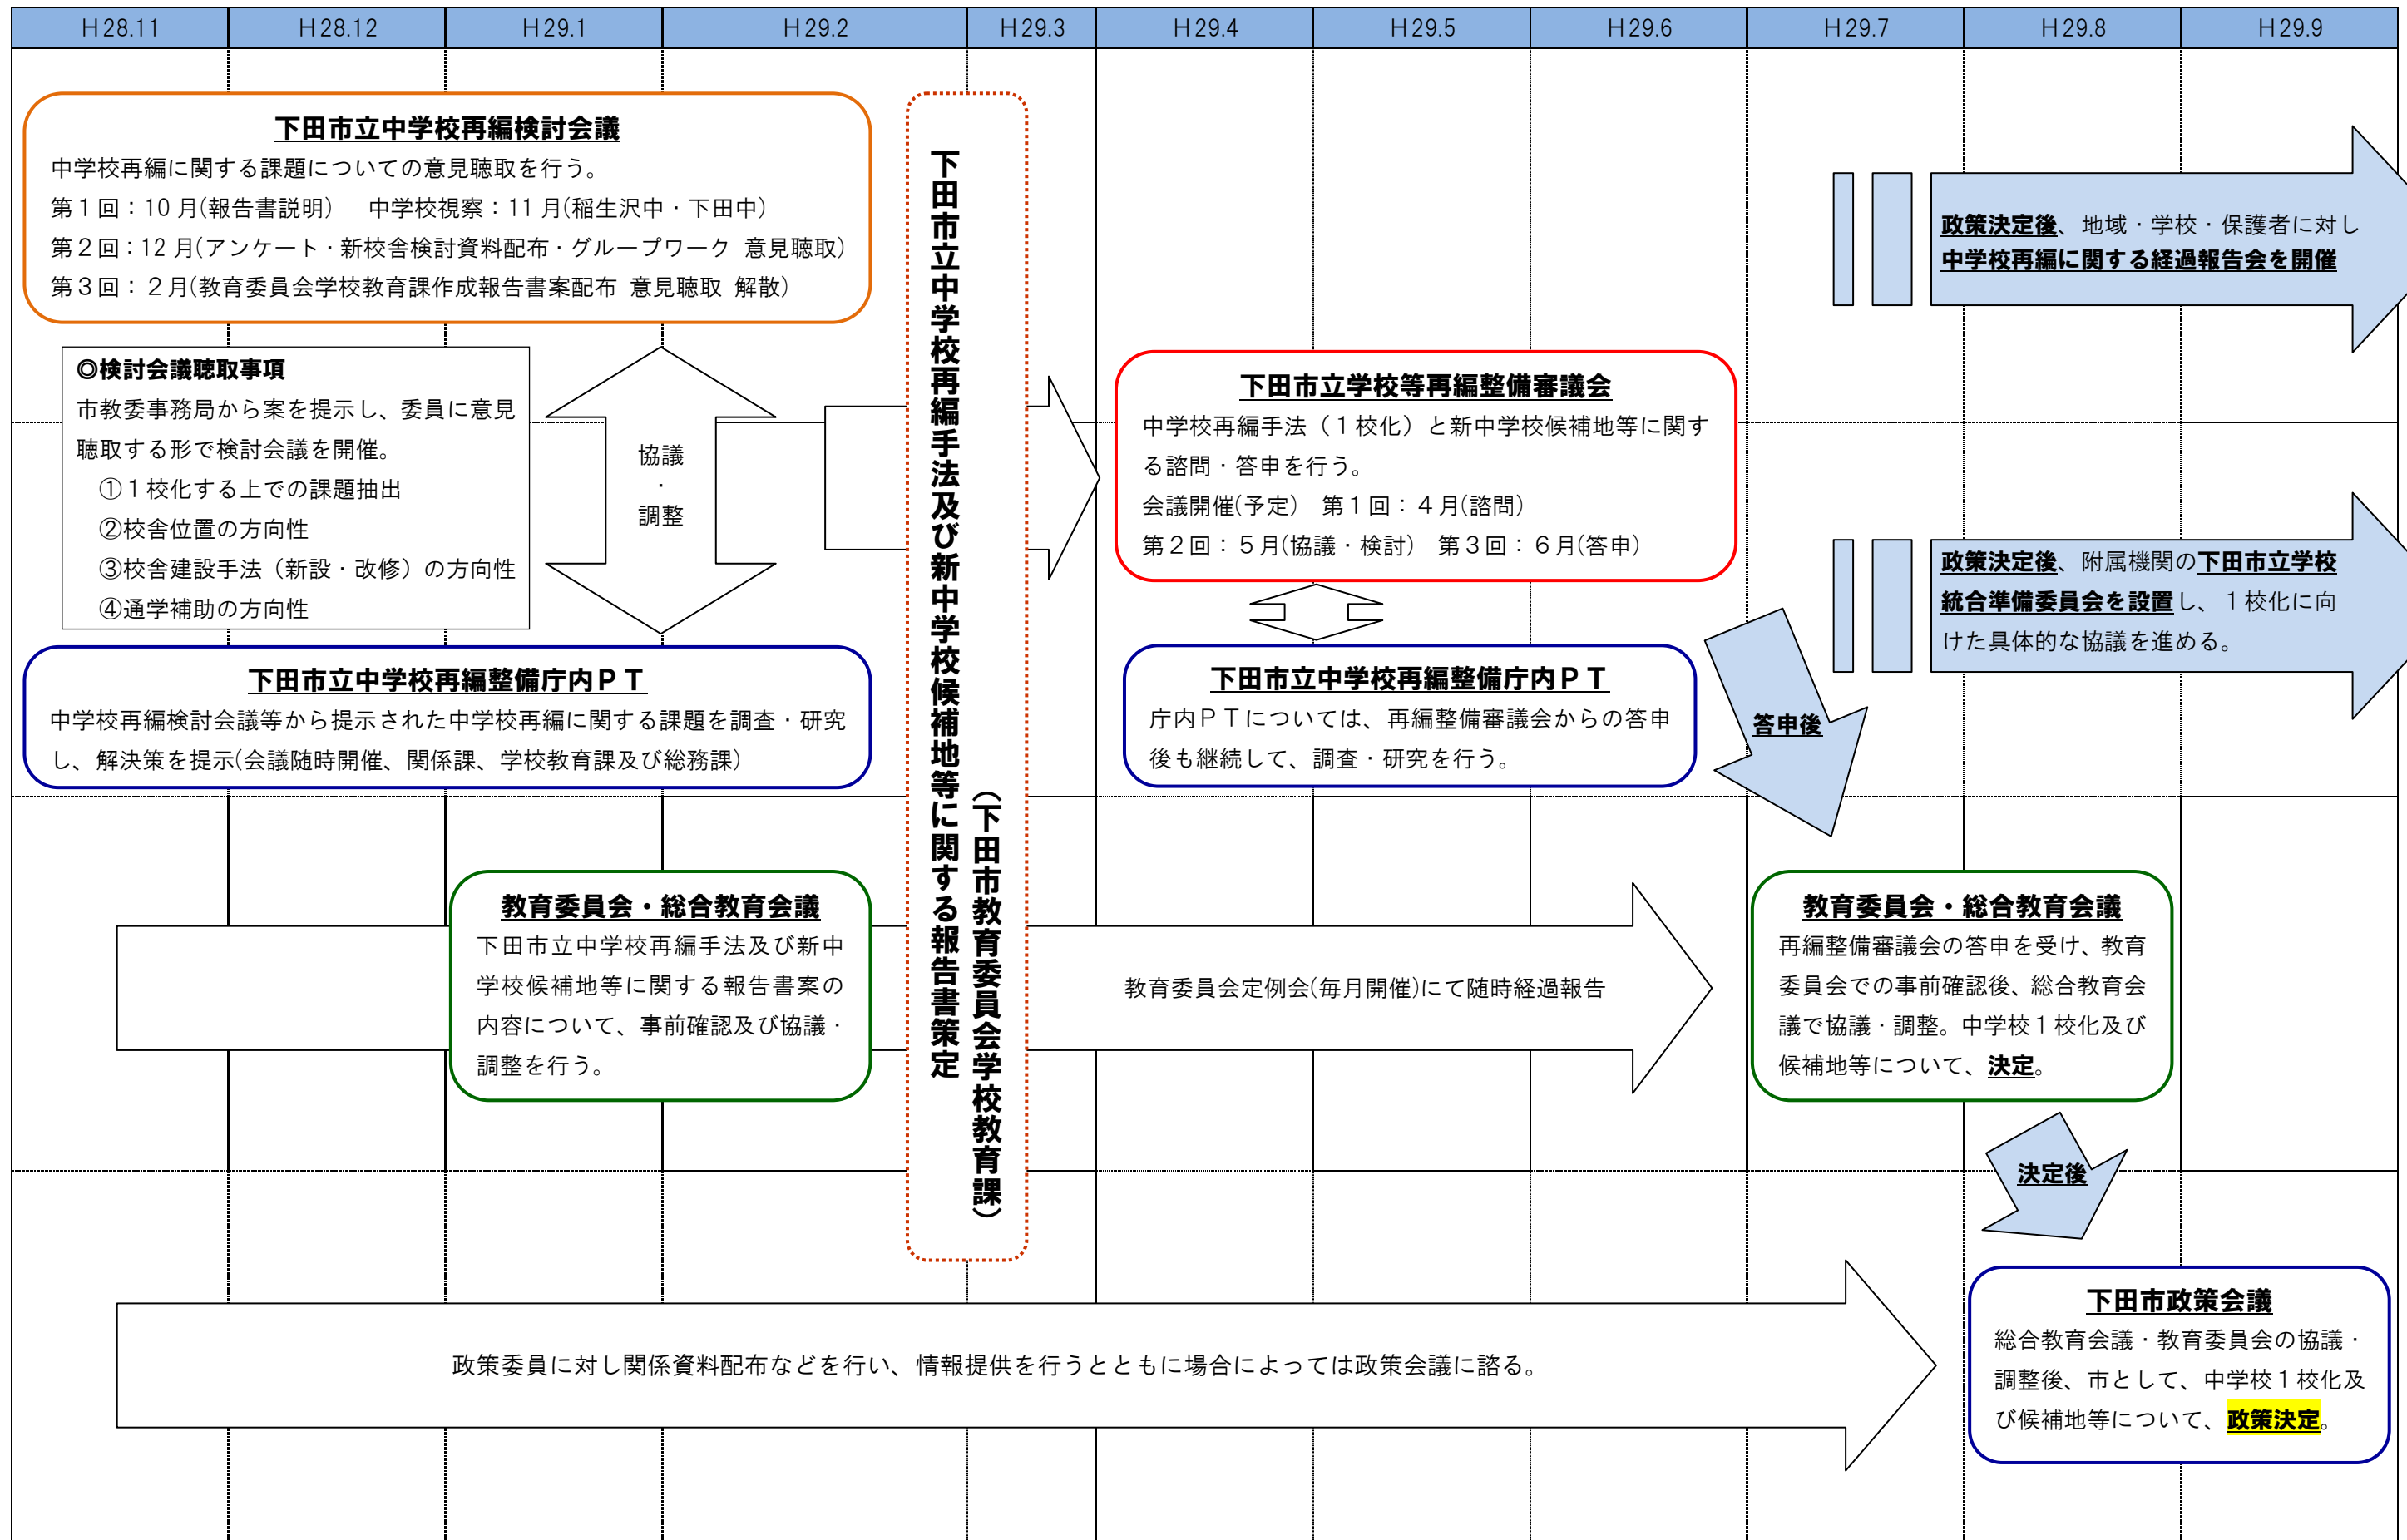 H28.11
H28.12
H29.1
H29.2
H29.3
H29.4
H29.5
H29.6
H29.7
H29.8
H29.9
下田市立中学校再編検討会議
中学校再編に関する課題についての意見聴取を行う。
第1回：10月(報告書説明)　中学校視察：11月(稲生沢中・下田中)
第2回：12月(アンケート・新校舎検討資料配布・グループワーク 意見聴取)
第3回：2月(教育委員会学校教育課作成報告書案配布 意見聴取 解散)
◎検討会議聴取事項
市教委事務局から案を提示し、委員に意見
聴取する形で検討会議を開催。
①1校化する上での課題抽出
②校舎位置の方向性
③校舎建設手法（新設・改修）の方向性
④通学補助の方向性
協議
・
調整
下田市立中学校再編整備庁内PT
中学校再編検討会議等から提示された中学校再編に関する課題を調査・研究
し、解決策を提示(会議随時開催、関係課、学校教育課及び総務課)
教育委員会・総合教育会議
下田市立中学校再編手法及び新中
学校候補地等に関する報告書案の
内容について、事前確認及び協議・
調整を行う。
下田市立中学校再編手法及び新中学校候補地等に関する報告書策定
（下田市教育委員会学校教育課）
下田市立学校等再編整備審議会
中学校再編手法（1校化）と新中学校候補地等に関す
る諮問・答申を行う。
会議開催(予定)　第1回：4月(諮問)
第2回：5月(協議・検討)　第3回：6月(答申)
下田市立中学校再編整備庁内PT
庁内PTについては、再編整備審議会からの答申
後も継続して、調査・研究を行う。
教育委員会定例会(毎月開催)にて随時経過報告
政策決定後、地域・学校・保護者に対し
中学校再編に関する経過報告会を開催
政策決定後、附属機関の下田市立学校
統合準備委員会を設置し、1校化に向
けた具体的な協議を進める。
答申後
教育委員会・総合教育会議
再編整備審議会の答申を受け、教育
委員会での事前確認後、総合教育会
議で協議・調整。中学校1校化及び
候補地等について、決定。
決定後
政策委員に対し関係資料配布などを行い、情報提供を行うとともに場合によっては政策会議に諮る。
下田市政策会議
総合教育会議・教育委員会の協議・
調整後、市として、中学校1校化及
び候補地等について、政策決定。